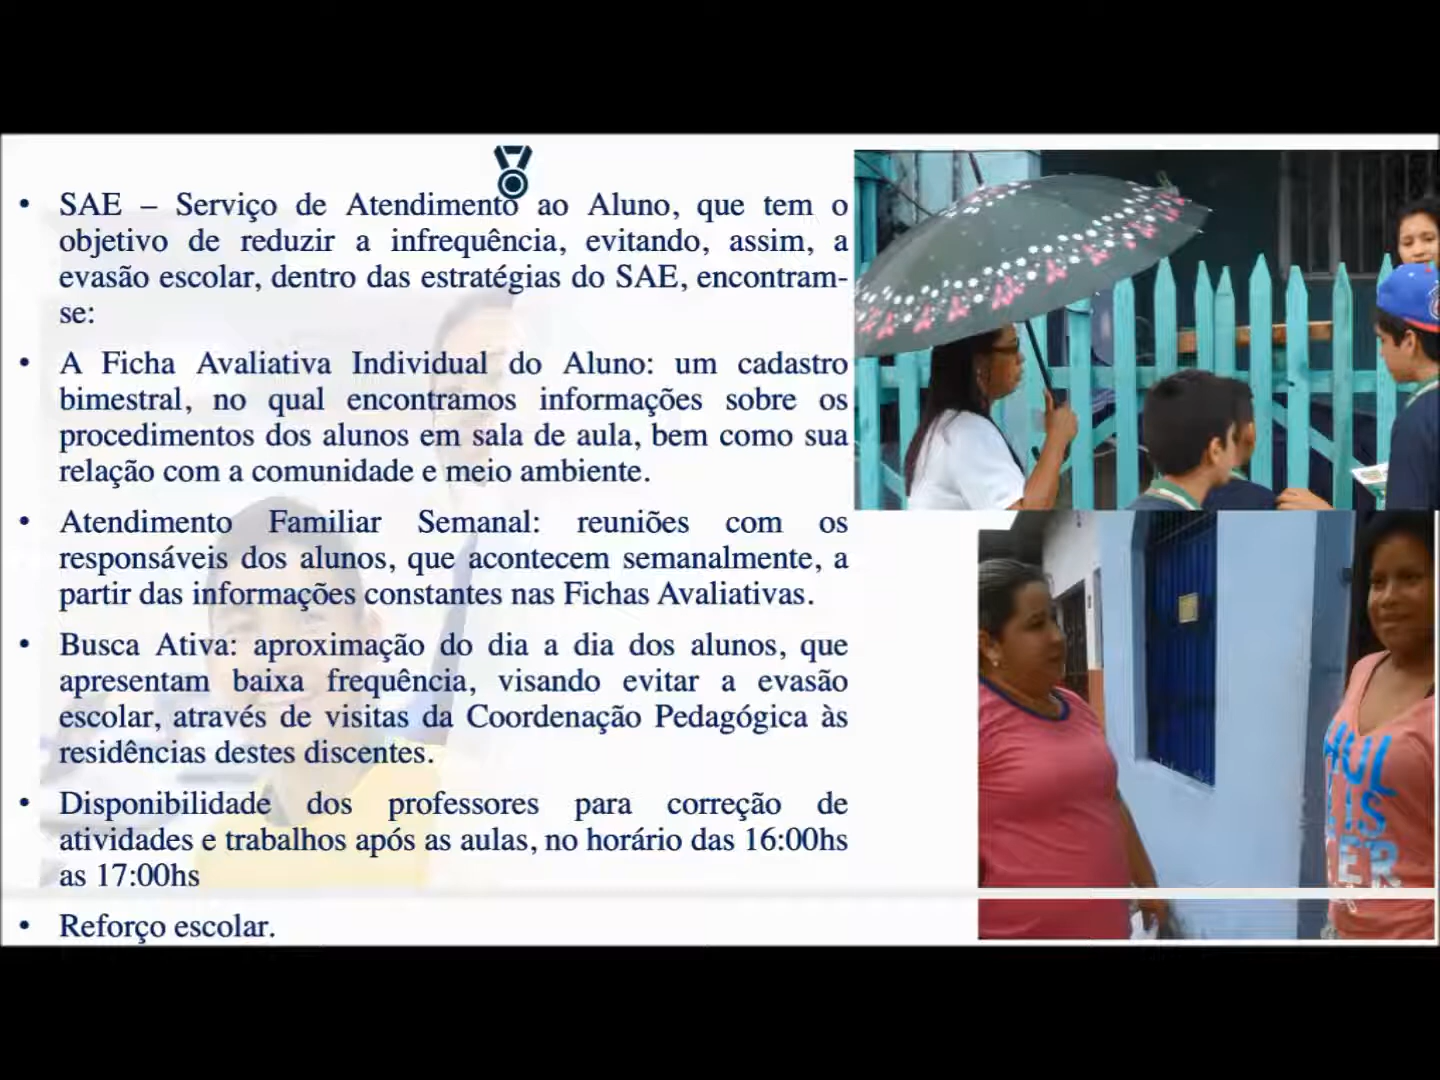 • SAE – Serviço de Atendimento ao Aluno, que tem o
objetivo de reduzir a infrequência, evitando, assim, a
evasão escolar, dentro das estratégias do SAE, encontram-
se:
• A Ficha Avaliativa Individual do Aluno: um cadastro
bimestral, no qual encontramos informações sobre os
procedimentos dos alunos em sala de aula, bem como sua
relação com a comunidade e meio ambiente.
• Atendimento Familiar Semanal: reuniões com os
responsáveis dos alunos, que acontecem semanalmente, a
partir das informações constantes nas Fichas Avaliativas.
• Busca Ativa: aproximação do dia a dia dos alunos, que
apresentam baixa frequência, visando evitar a evasão
escolar, através de visitas da Coordenação Pedagógica às
residências destes discentes.
• Disponibilidade dos professores para correção de
atividades e trabalhos após as aulas, no horário das 16:00hs
as 17:00hs
• Reforço escolar.